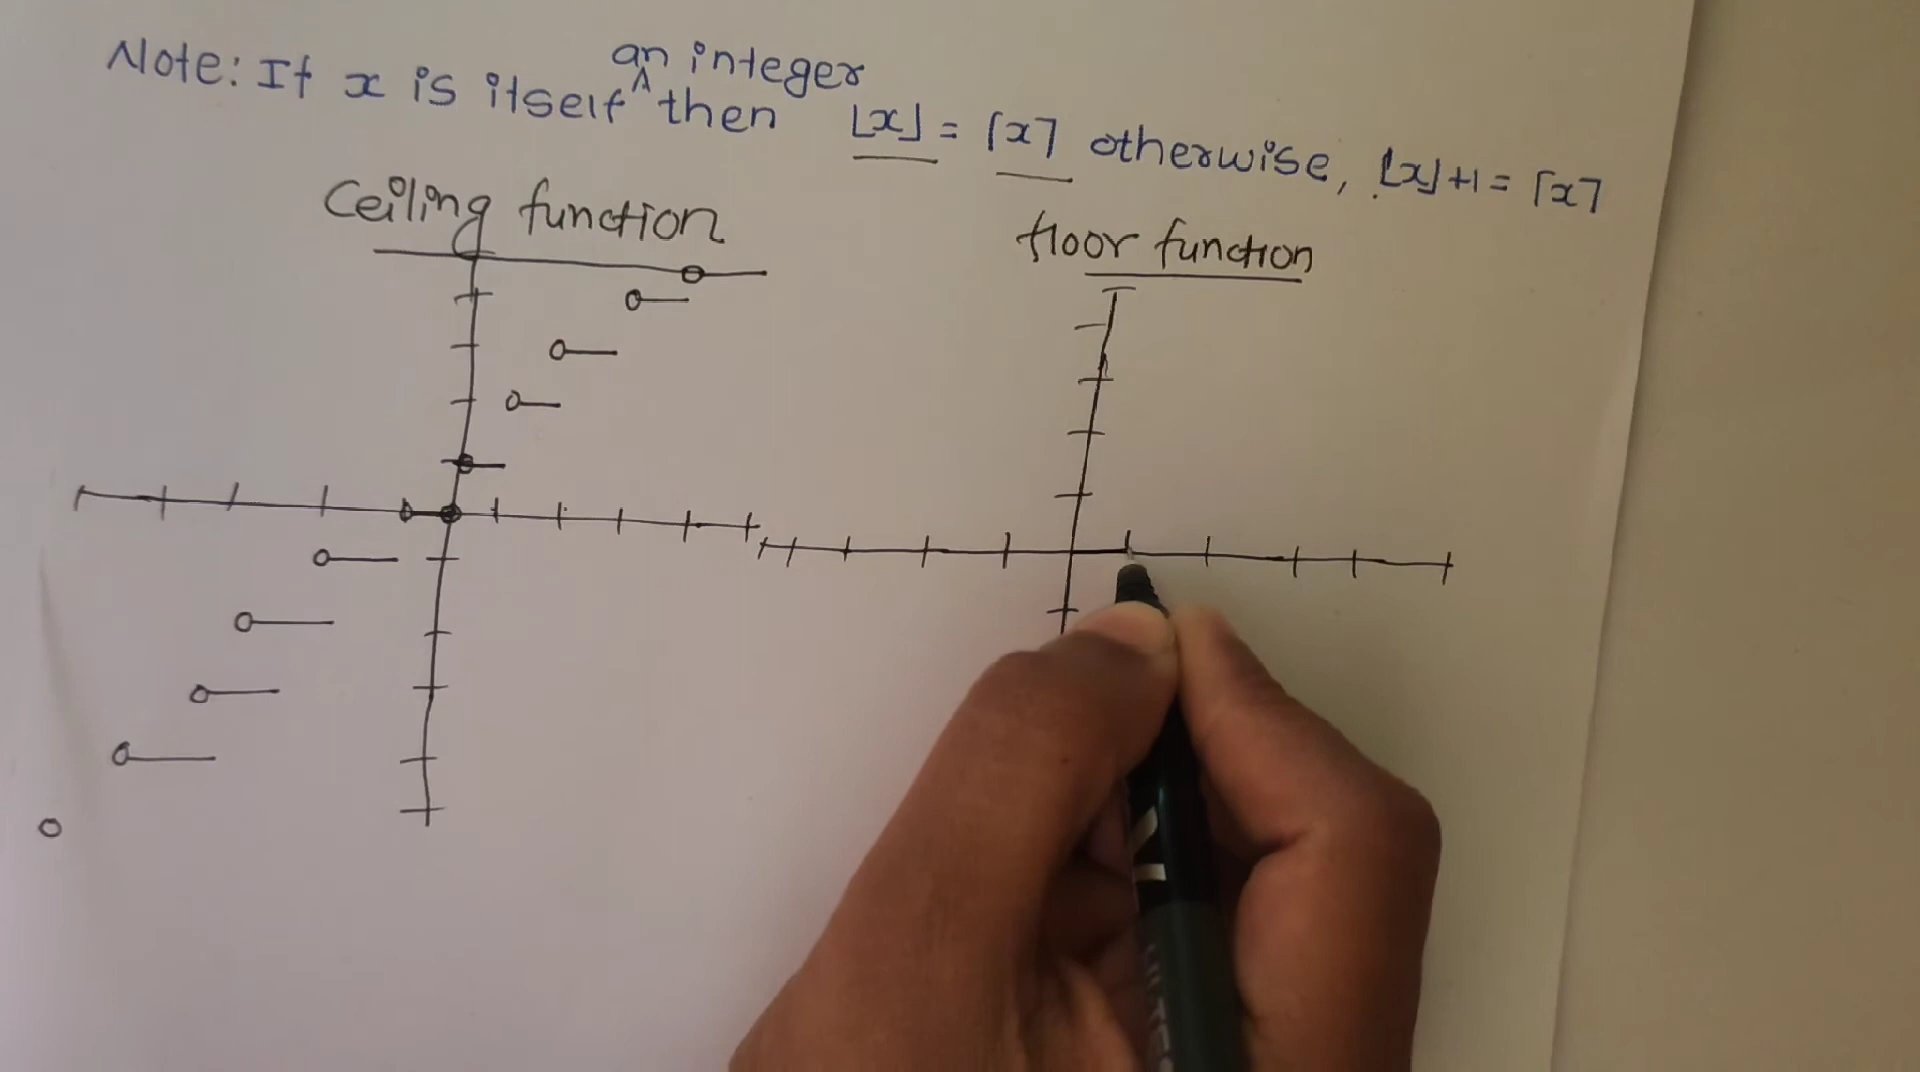 Note: If x is itself an integer then ⌊x⌋ = ⌈x⌉ otherwise, ⌊x⌋+1 = ⌈x⌉
Ceiling function
floor function